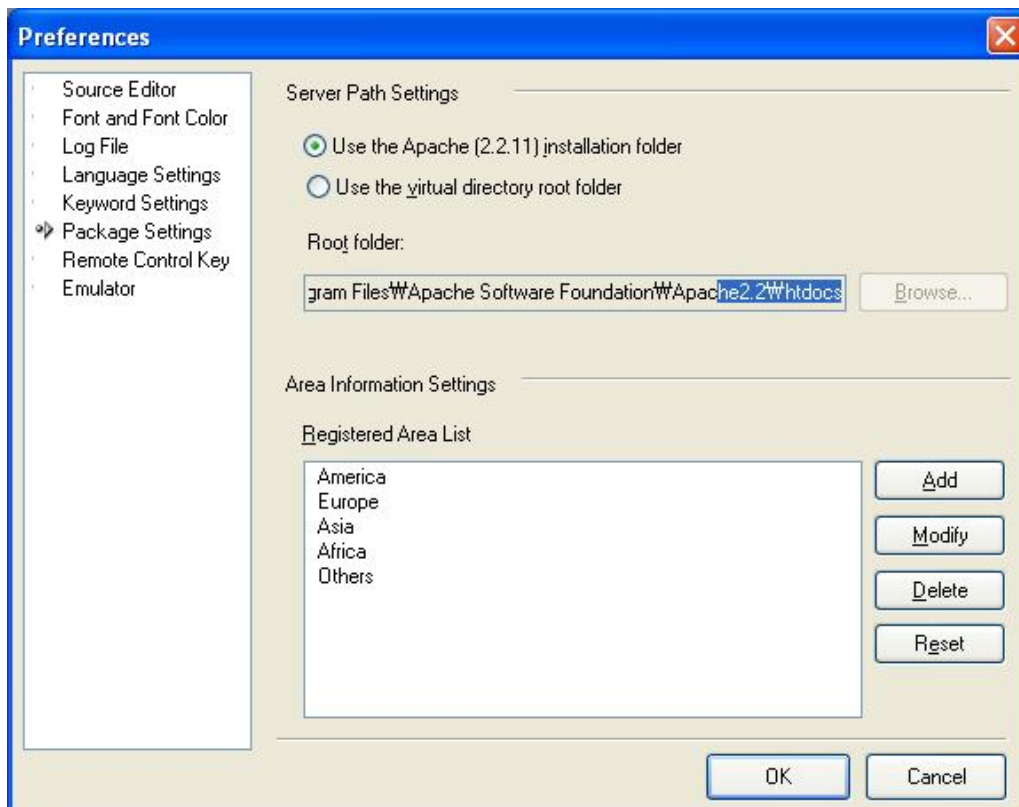 Preferences
Source Editor
Font and Font Color
Log File
Language Settings
Keyword Settings
Package Settings
Remote Control Key
Emulator
Server Path Settings
Use the Apache (2.2.11) installation folder
Use the virtual directory root folder
Root folder:
gram Files₩Apache Software Foundation₩Apache2.2₩htdocs
Browse...
Area Information Settings
Registered Area List
America
Europe
Asia
Africa
Others
Add
Modify
Delete
Reset
OK
Cancel